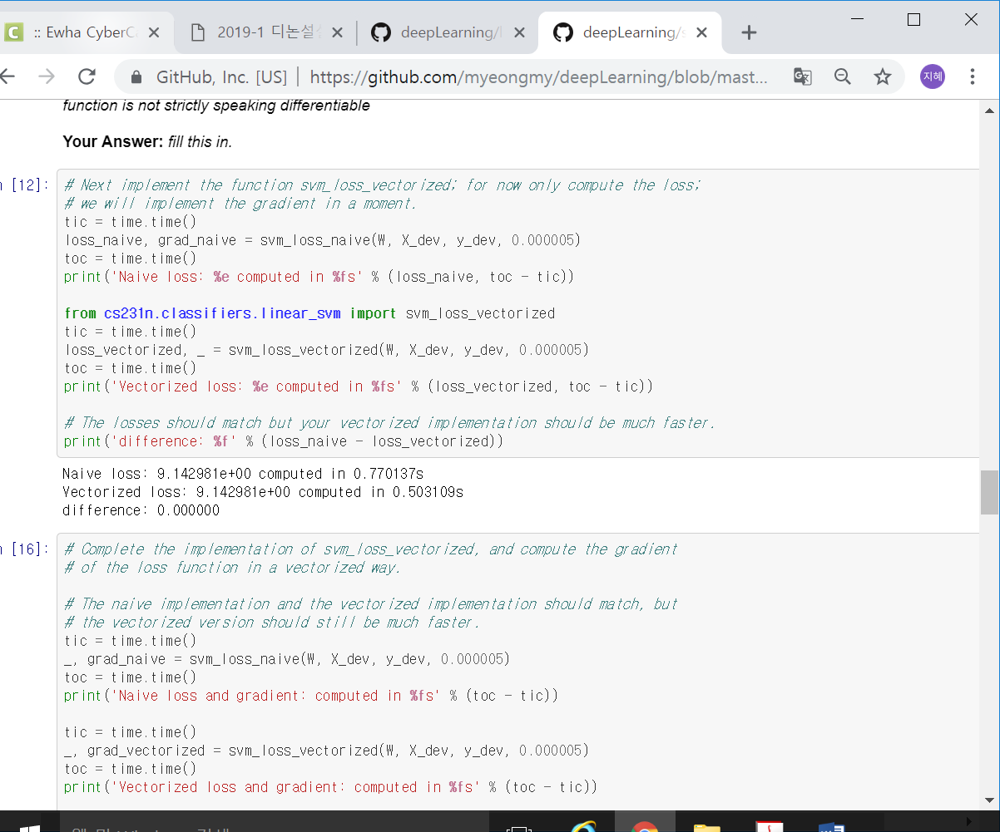 :: Ewha CyberC
2019-1 디논설
deepLearning/
deepLearning/
GitHub, Inc. [US]
https://github.com/myeongmy/deepLearning/blob/mast...
지혜
function is not strictly speaking differentiable
Your Answer: fill this in.
[12]:
# Next implement the function svm_loss_vectorized; for now only compute the loss;
# we will implement the gradient in a moment.
tic = time.time()
loss_naive, grad_naive = svm_loss_naive(W, X_dev, y_dev, 0.000005)
toc = time.time()
print('Naive loss: %e computed in %fs' % (loss_naive, toc - tic))
from cs231n.classifiers.linear_svm import svm_loss_vectorized
tic = time.time()
loss_vectorized, _ = svm_loss_vectorized(W, X_dev, y_dev, 0.000005)
toc = time.time()
print('Vectorized loss: %e computed in %fs' % (loss_vectorized, toc - tic))
# The losses should match but your vectorized implementation should be much faster.
print('difference: %f' % (loss_naive - loss_vectorized))
Naive loss: 9.142981e+00 computed in 0.770137s
Vectorized loss: 9.142981e+00 computed in 0.503109s
difference: 0.000000
[16]:
# Complete the implementation of svm_loss_vectorized, and compute the gradient
# of the loss function in a vectorized way.
# The naive implementation and the vectorized implementation should match, but
# the vectorized version should still be much faster.
tic = time.time()
_, grad_naive = svm_loss_naive(W, X_dev, y_dev, 0.000005)
toc = time.time()
print('Naive loss and gradient: computed in %fs' % (toc - tic))
tic = time.time()
_, grad_vectorized = svm_loss_vectorized(W, X_dev, y_dev, 0.000005)
toc = time.time()
print('Vectorized loss and gradient: computed in %fs' % (toc - tic))